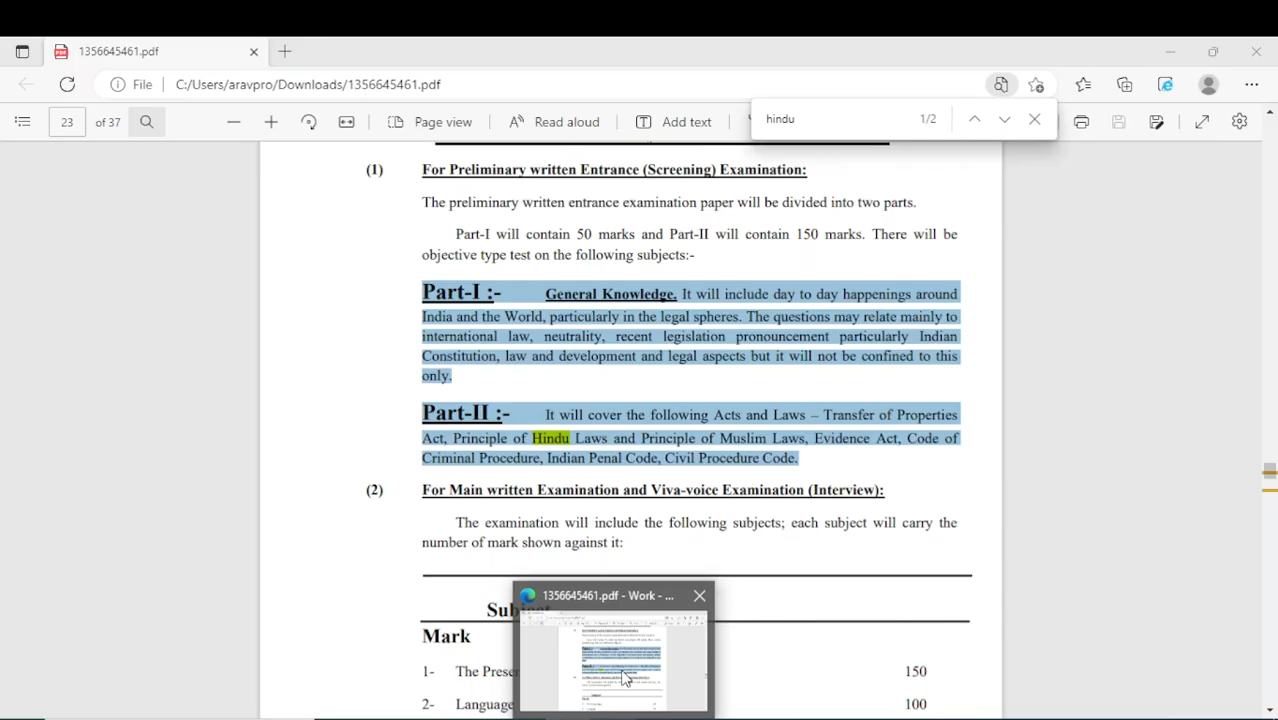 1356645461.pdf
File
C:/Users/aravpro/Downloads/1356645461.pdf
23 of 37
Page view
Read aloud
Add text
hindu
1/2
(1) For Preliminary written Entrance (Screening) Examination:
The preliminary written entrance examination paper will be divided into two parts.
Part-I will contain 50 marks and Part-II will contain 150 marks. There will be
objective type test on the following subjects:-
Part-I :- General Knowledge. It will include day to day happenings around
India and the World, particularly in the legal spheres. The questions may relate mainly to
international law, neutrality, recent legislation pronouncement particularly Indian
Constitution, law and development and legal aspects but it will not be confined to this
only.
Part-II :- It will cover the following Acts and Laws – Transfer of Properties
Act, Principle of Hindu Laws and Principle of Muslim Laws, Evidence Act, Code of
Criminal Procedure, Indian Penal Code, Civil Procedure Code.
(2) For Main written Examination and Viva-voice Examination (Interview):
The examination will include the following subjects; each subject will carry the
number of mark shown against it:
1356645461.pdf - Work - ...
Mark
1- The 150
2- Language 100